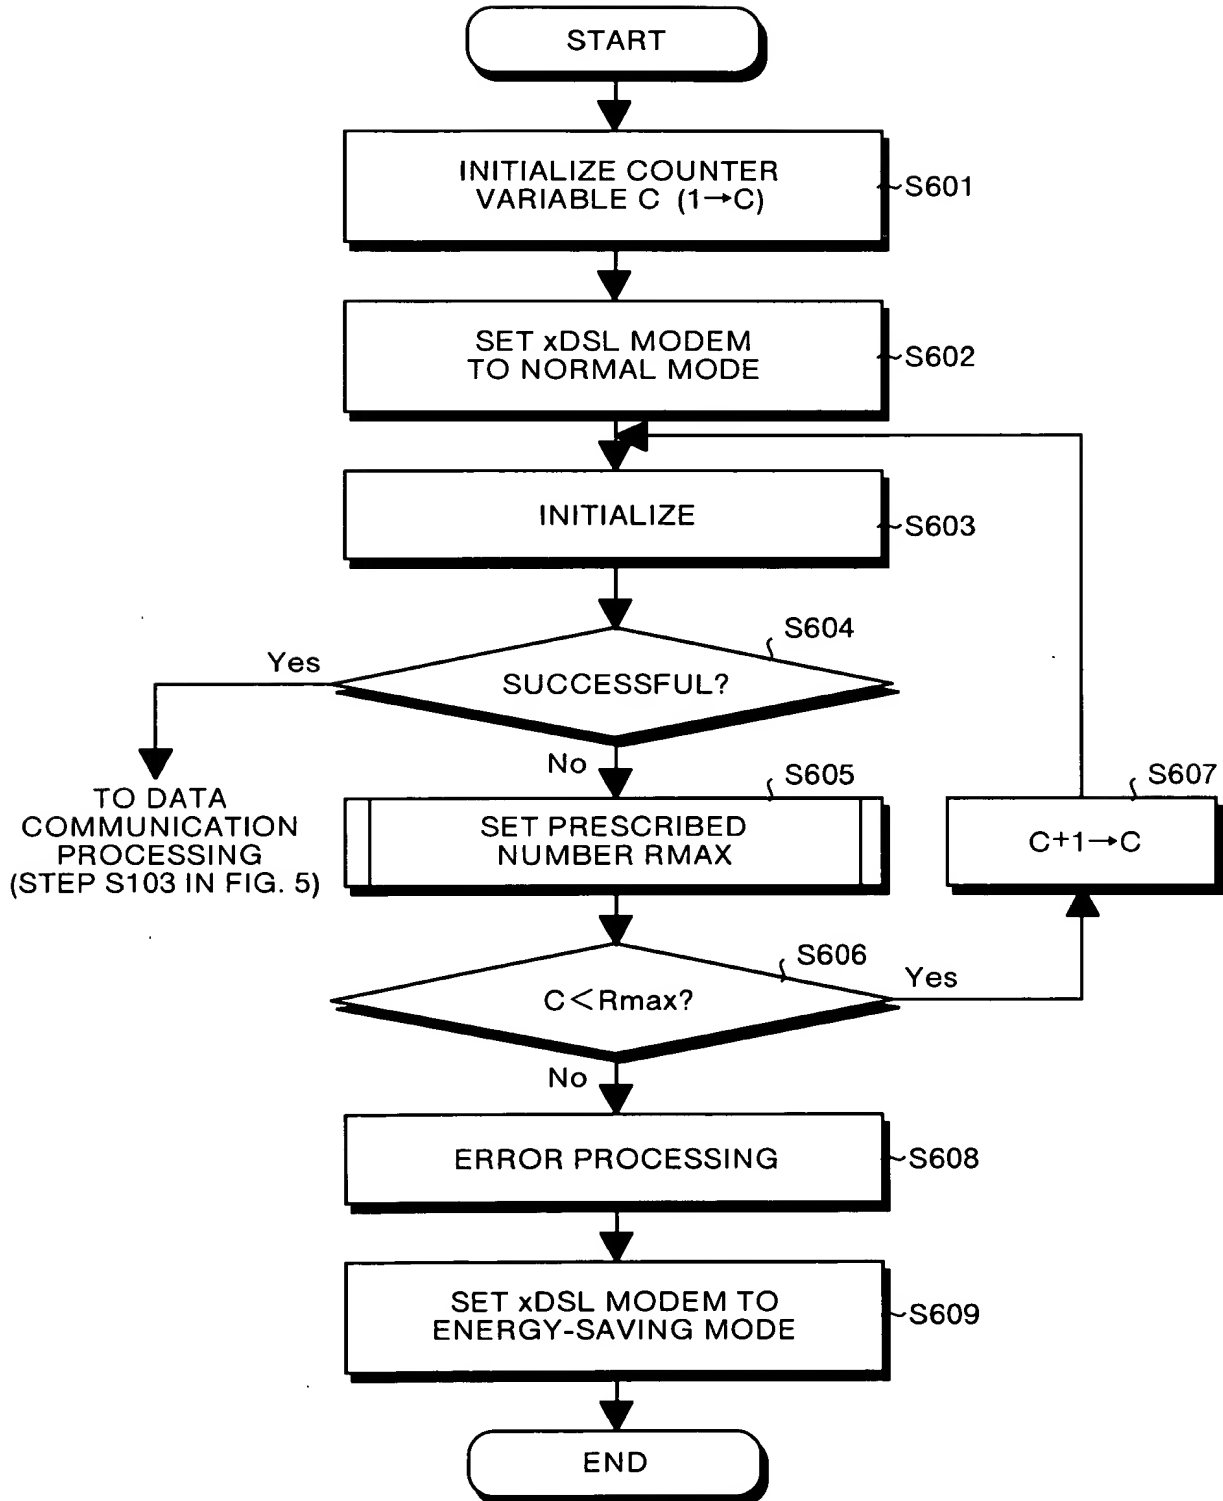 START
INITIALIZE COUNTER
VARIABLE C (1→C)
S601
SET xDSL MODEM
TO NORMAL MODE
S602
INITIALIZE
S603
S604
Yes
SUCCESSFUL?
No
TO DATA
COMMUNICATION
PROCESSING
(STEP S103 IN FIG. 5)
S605
SET PRESCRIBED
NUMBER RMAX
S607
C+1→C
S606
Yes
C<Rmax?
No
ERROR PROCESSING
S608
SET xDSL MODEM TO
ENERGY-SAVING MODE
S609
END